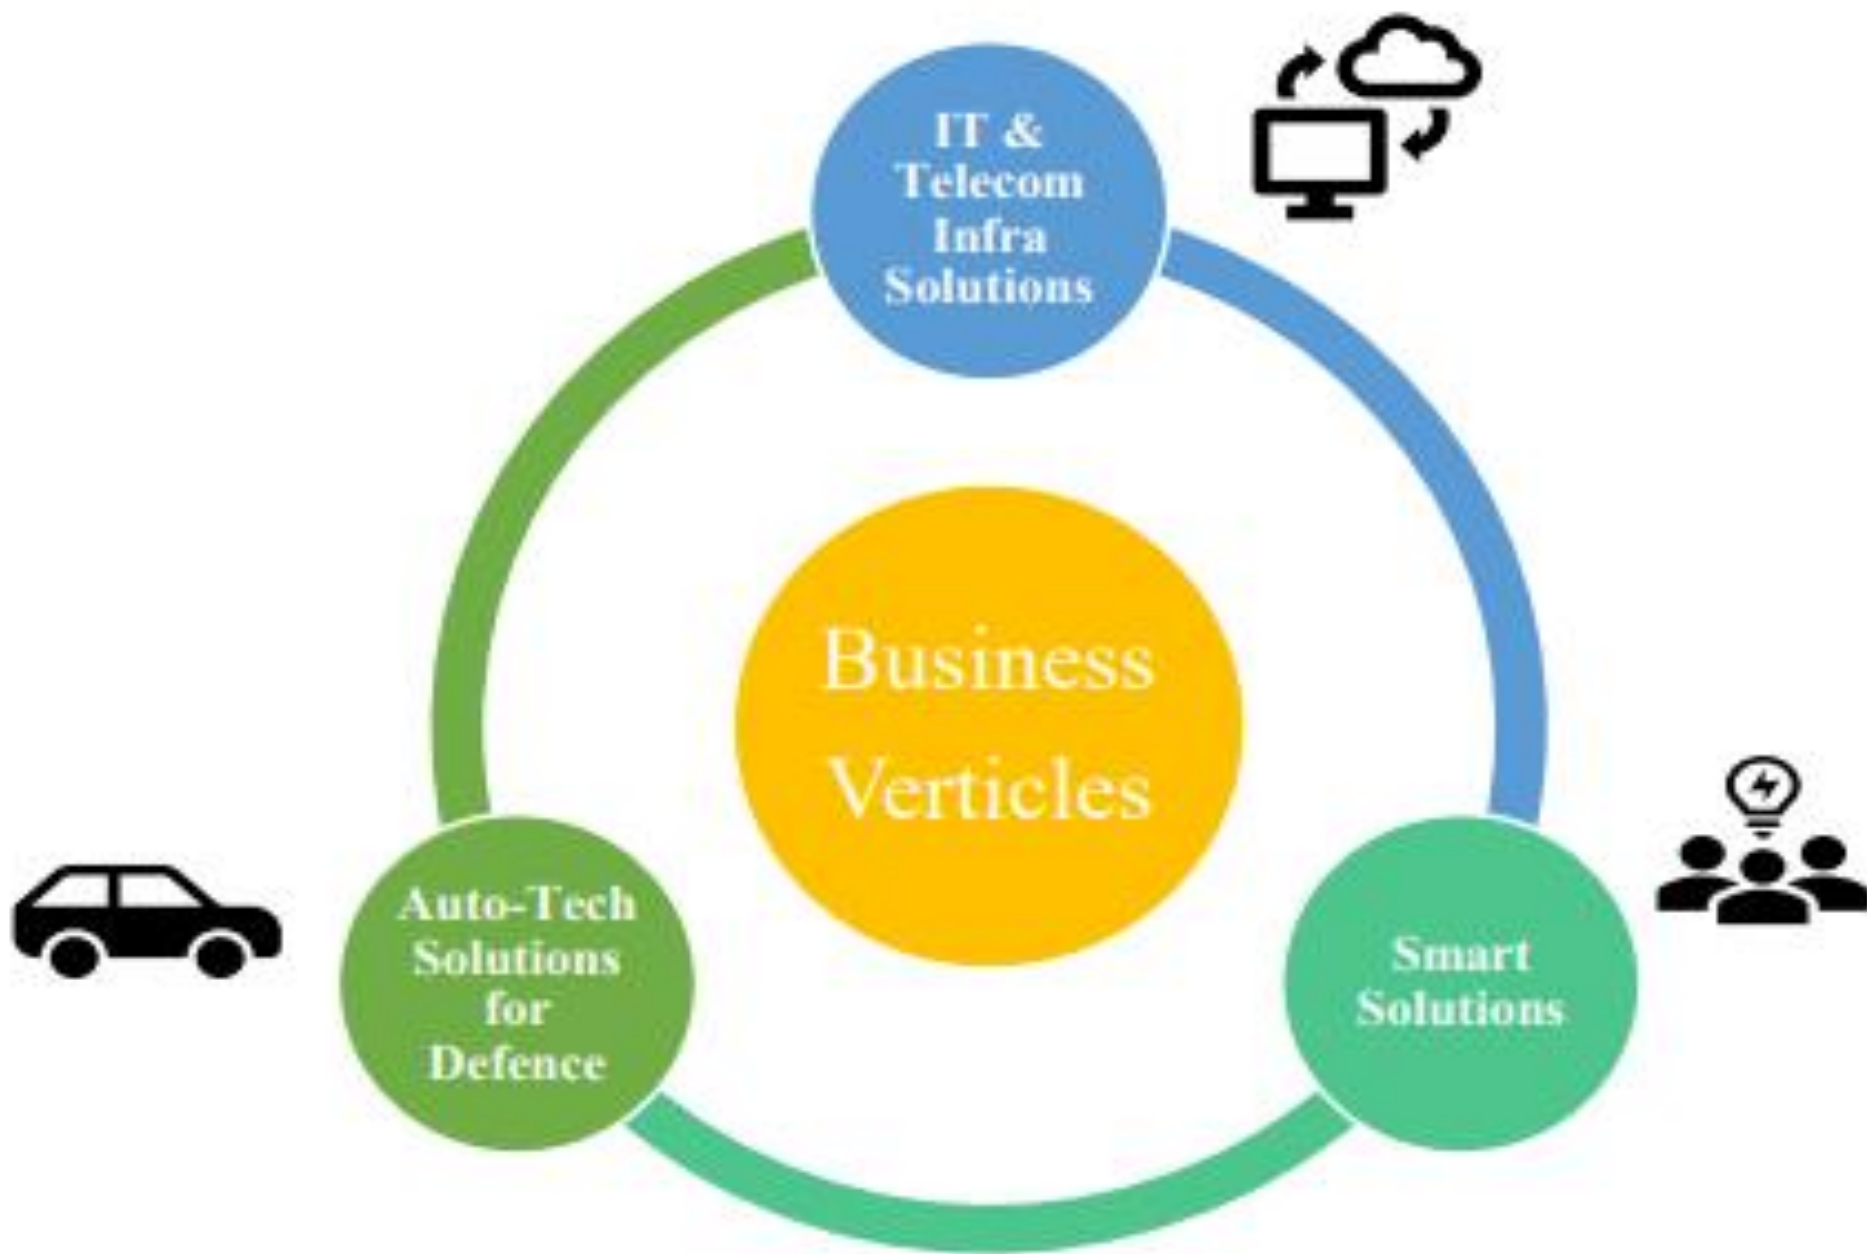 IT &
Telecom
Infra
Solutions
Business
Verticles
Auto-Tech
Solutions
for
Defence
Smart
Solutions